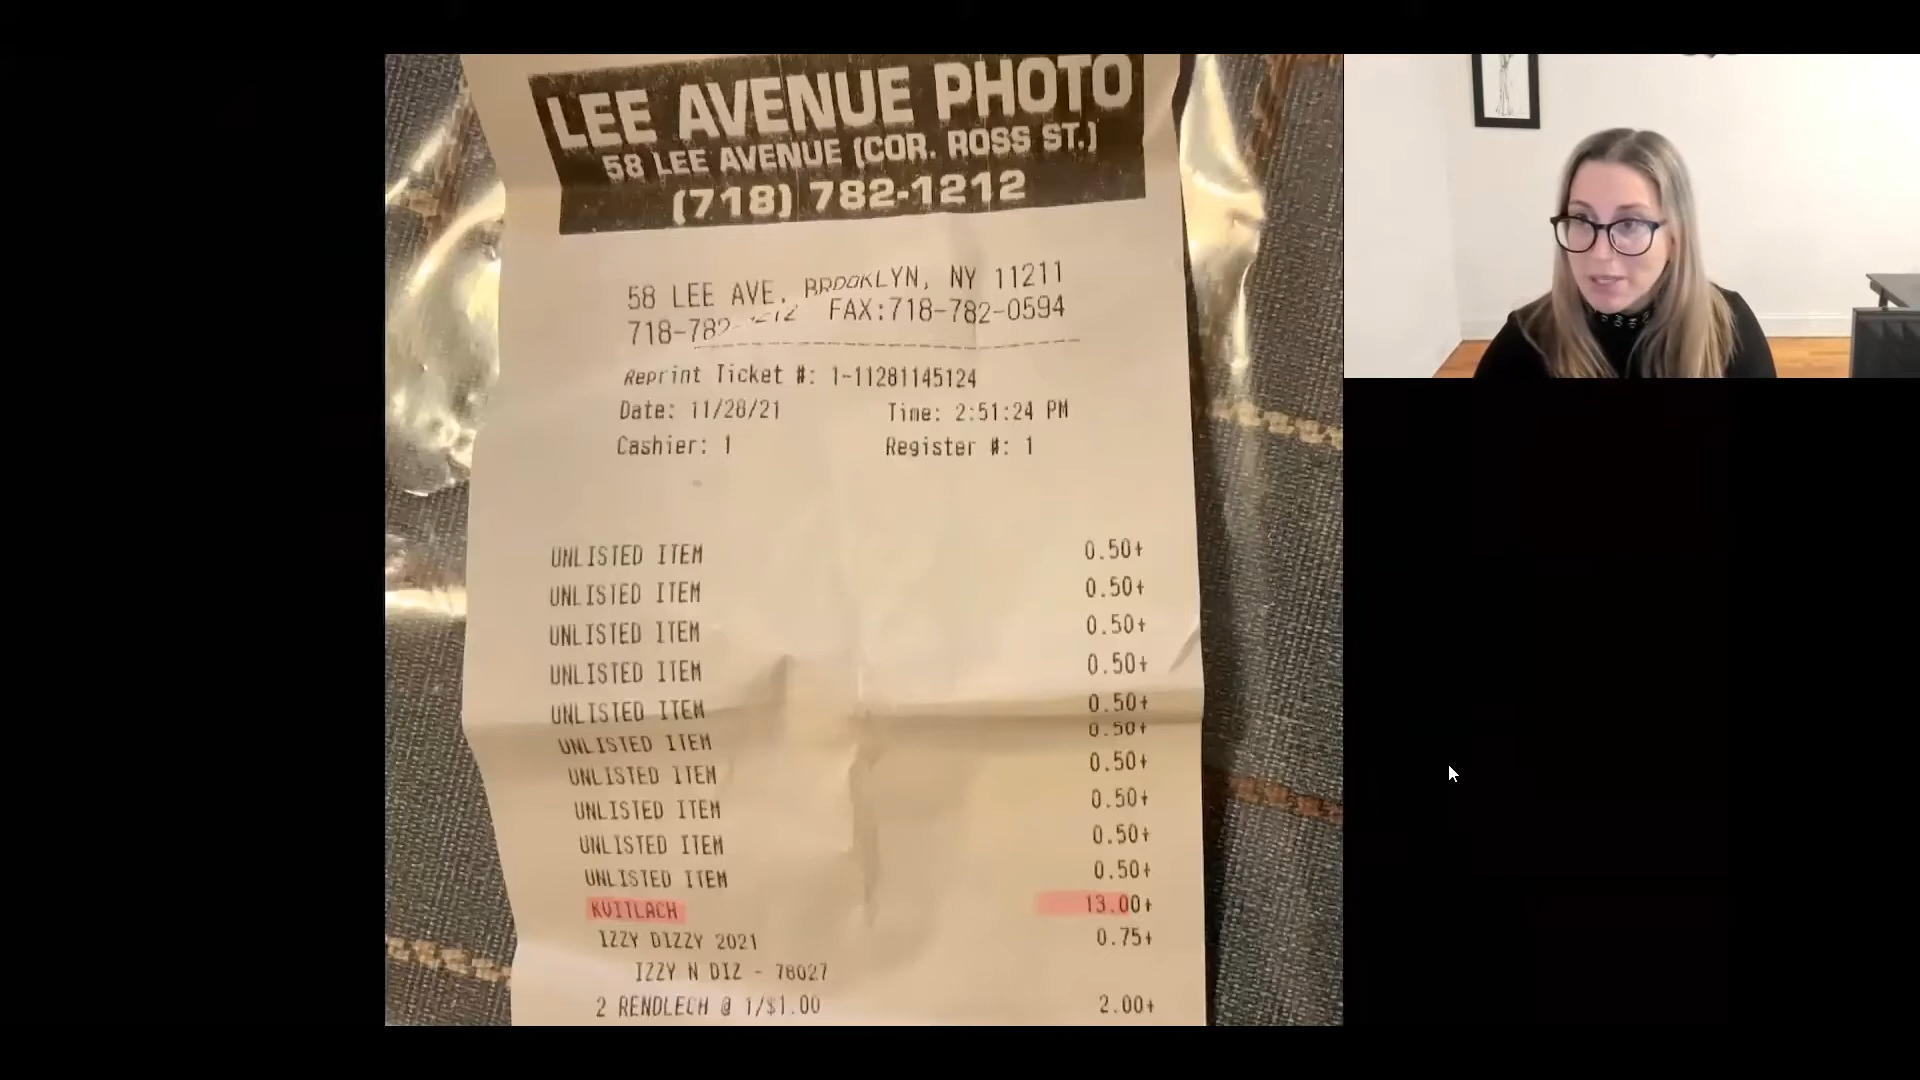 LEE AVENUE PHOTO
58 LEE AVENUE (COR. ROSS ST.)
(718) 782-1212
58 LEE AVE. BROOKLYN, NY 11211
718-782-1212 FAX:718-782-0594
Reprint Ticket #: 1-11281145124
Date: 11/28/21 Time: 2:51:24 PM
Cashier: 1 Register #: 1
UNLISTED ITEM 0.50+
UNLISTED ITEM 0.50+
UNLISTED ITEM 0.50+
UNLISTED ITEM 0.50+
UNLISTED ITEM 0.50+
UNLISTED ITEM 0.50+
UNLISTED ITEM 0.50+
UNLISTED ITEM 0.50+
UNLISTED ITEM 0.50+
UNLISTED ITEM 0.50+
KVITLACH 13.00+
IZZY DIZZY 2021 0.75+
IZZY N DIZ - 78027
2 RENDLECH @ 1/$1.00 2.00+